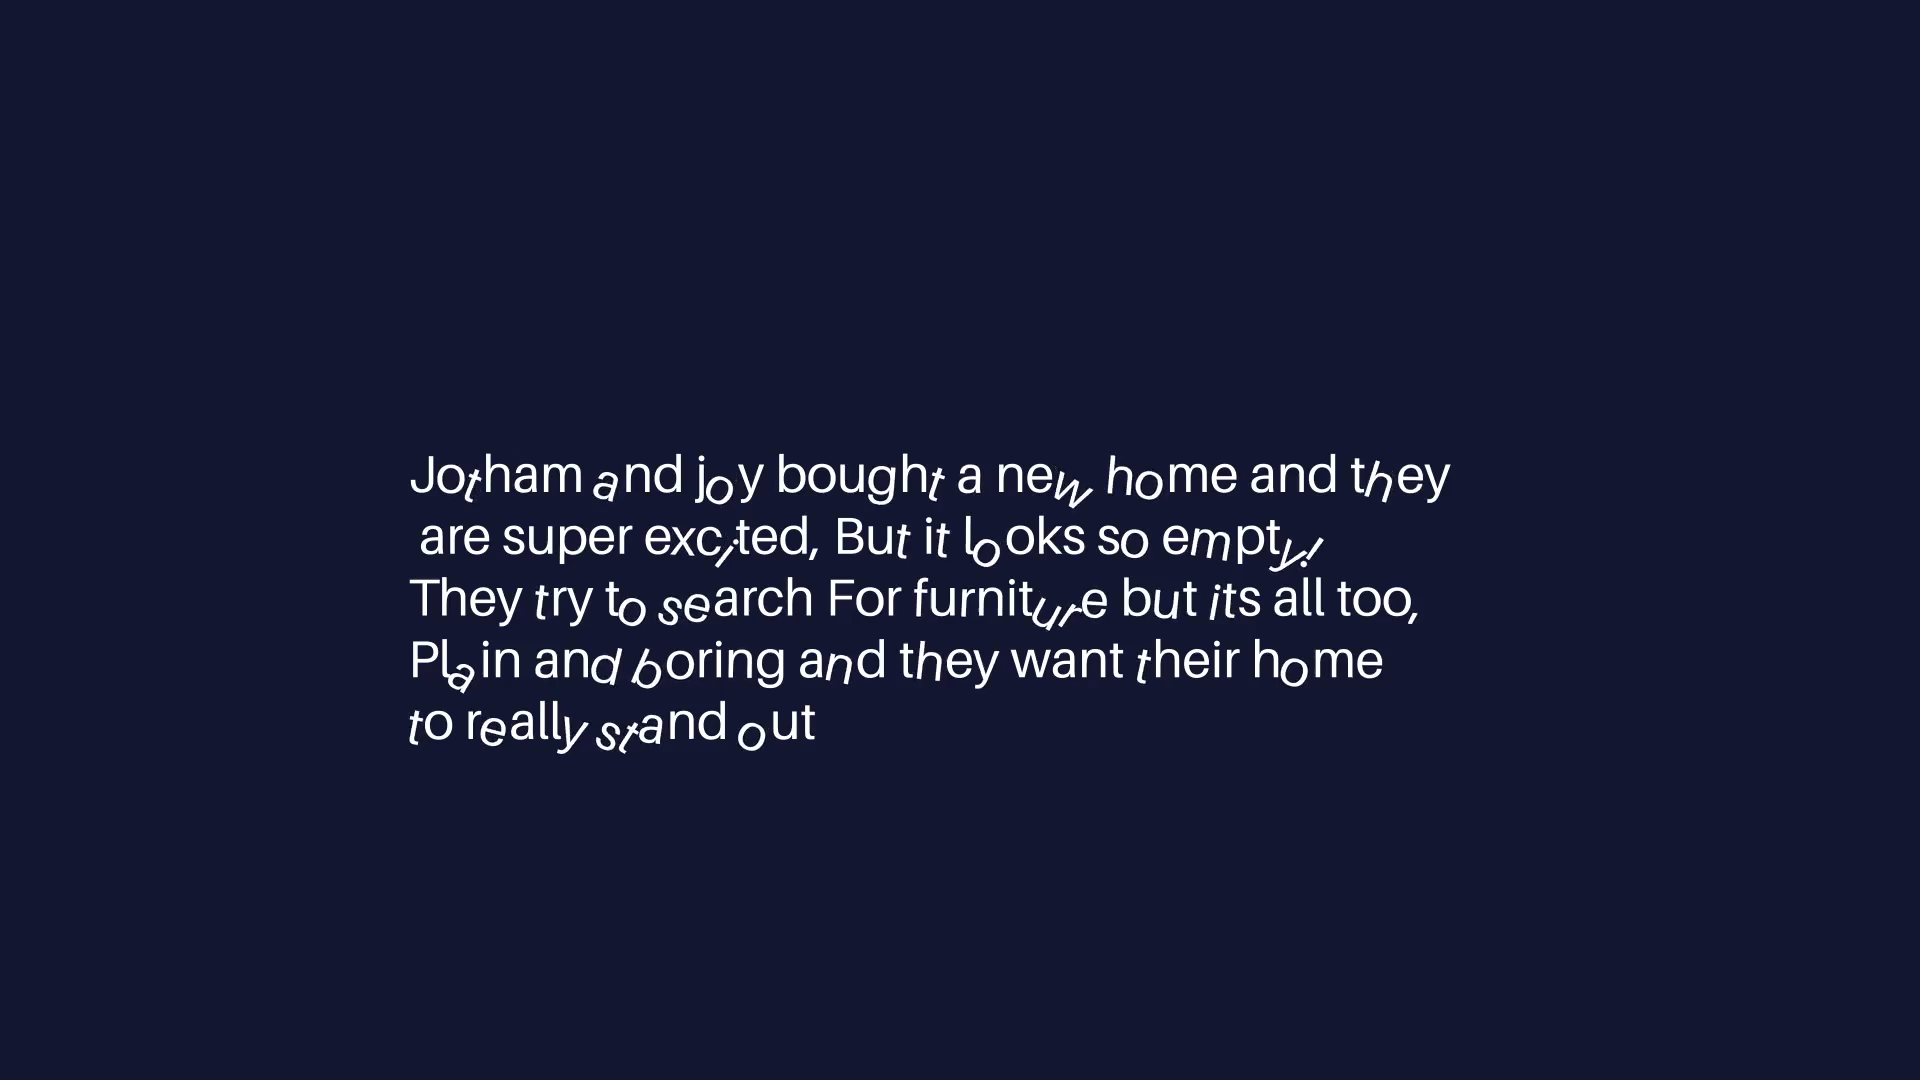 Jotham and joy bought a new home and they
are super excited, But it looks so empty!
They try to search For furniture but its all too,
Plain and boring and they want their home
to really stand out